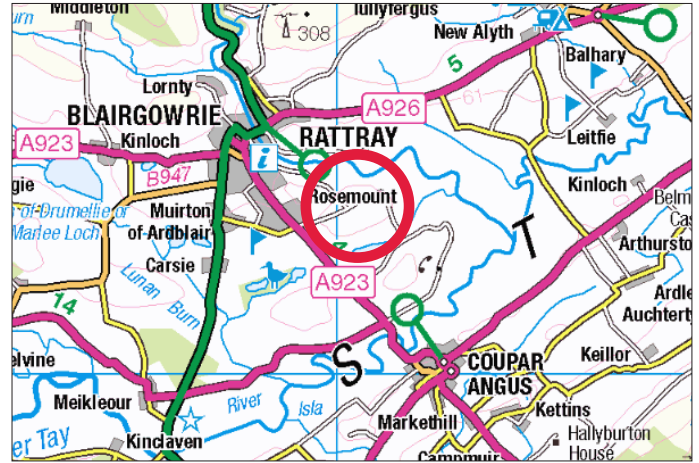 Middleton
Tullyfergus
308
New Alyth
Balhary
5
61
Lornty
A926
BLAIRGOWRIE
RATTRAY
A923
Kinloch
i
Leitfie
B947
gie
Rosemount
Kinloch
Belm
Cas
of Drumellie or
Marlee Loch
Muirton
of Ardblair
T
Arthursto
Carsie
Lunan
Burn
A923
Ardle
Auchterty
14
S
elvine
COUPAR
ANGUS
Keillor
Meikleour
River
Isla
Markethill
Kettins
er Tay
Kinclaven
Hallyburton
House
Campmuir